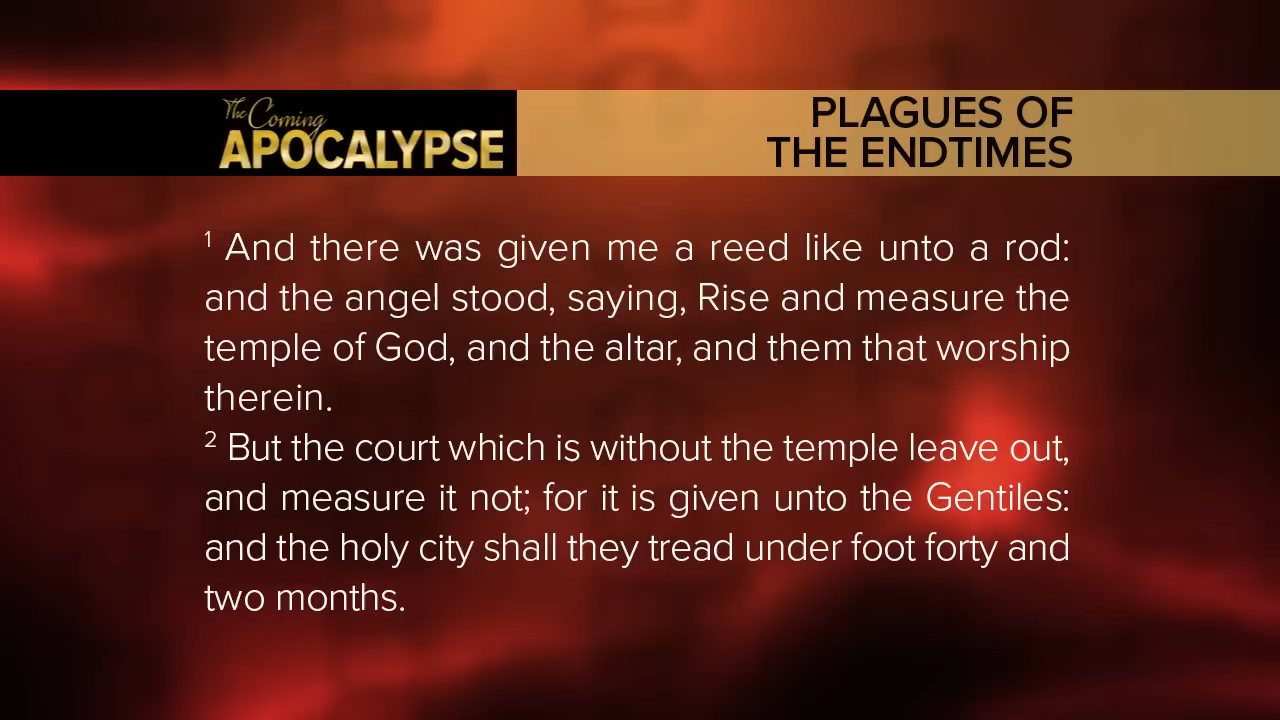 The Coming
APOCALYPSE
PLAGUES OF
THE ENDTIMES
¹ And there was given me a reed like unto a rod:
and the angel stood, saying, Rise and measure the
temple of God, and the altar, and them that worship
therein.
² But the court which is without the temple leave out,
and measure it not; for it is given unto the Gentiles:
and the holy city shall they tread under foot forty and
two months.